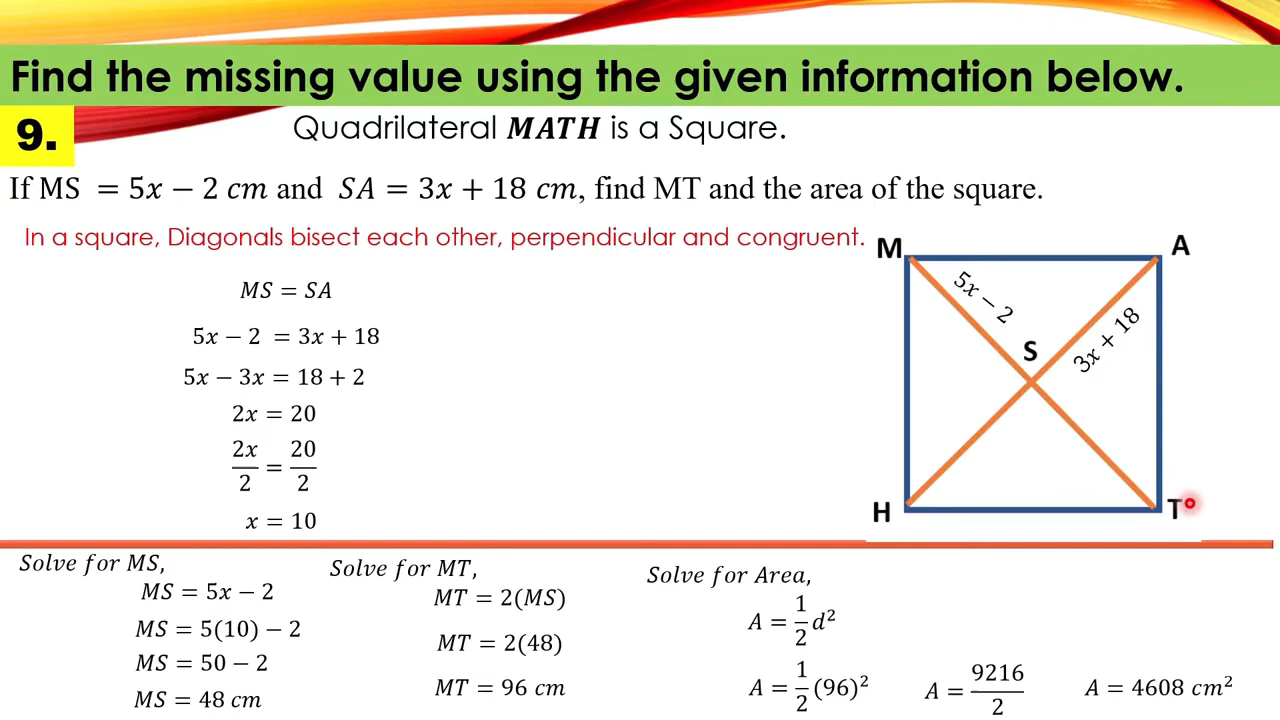 Find the missing value using the given information below.
9.
Quadrilateral MATH is a Square.
If MS = 5x − 2 cm and SA = 3x + 18 cm, find MT and the area of the square.
In a square, Diagonals bisect each other, perpendicular and congruent.
MS = SA
5x − 2 = 3x + 18
5x − 3x = 18 + 2
2x = 20
2x/2 = 20/2
x = 10
M
A
5x − 2
3x + 18
S
H
T
Solve for MS,
MS = 5x − 2
MS = 5(10) − 2
MS = 50 − 2
MS = 48 cm
Solve for MT,
MT = 2(MS)
MT = 2(48)
MT = 96 cm
Solve for Area,
A = 1/2 d²
A = 1/2 (96)²
A = 9216/2
A = 4608 cm²